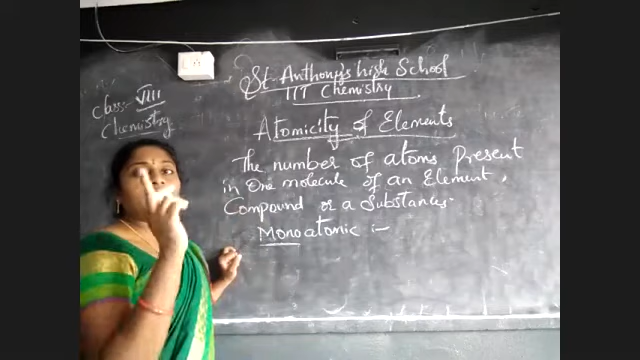 St. Anthony's high School
IIT Chemistry
class VIII
Chemistry
Atomicity of Elements
The number of atoms Present
in One molecule of an Element,
Compound or a Substances.
Monoatomic :-